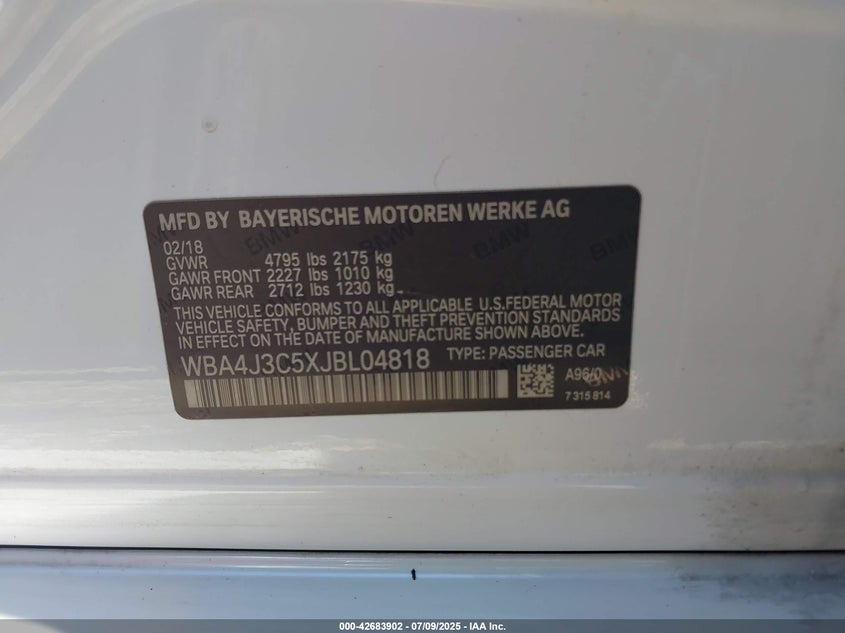 MFD BY BAYERISCHE MOTOREN WERKE AG
02/18
GVWR 4795 lbs 2175 kg
GAWR FRONT 2227 lbs 1010 kg
GAWR REAR 2712 lbs 1230 kg
THIS VEHICLE CONFORMS TO ALL APPLICABLE U.S.FEDERAL MOTOR
VEHICLE SAFETY, BUMPER AND THEFT PREVENTION STANDARDS
IN EFFECT ON THE DATE OF MANUFACTURE SHOWN ABOVE.
WBA4J3C5XJBL04818 TYPE: PASSENGER CAR
A96/0
7 315 814
000-42683902 - 07/09/2025 - IAA Inc.